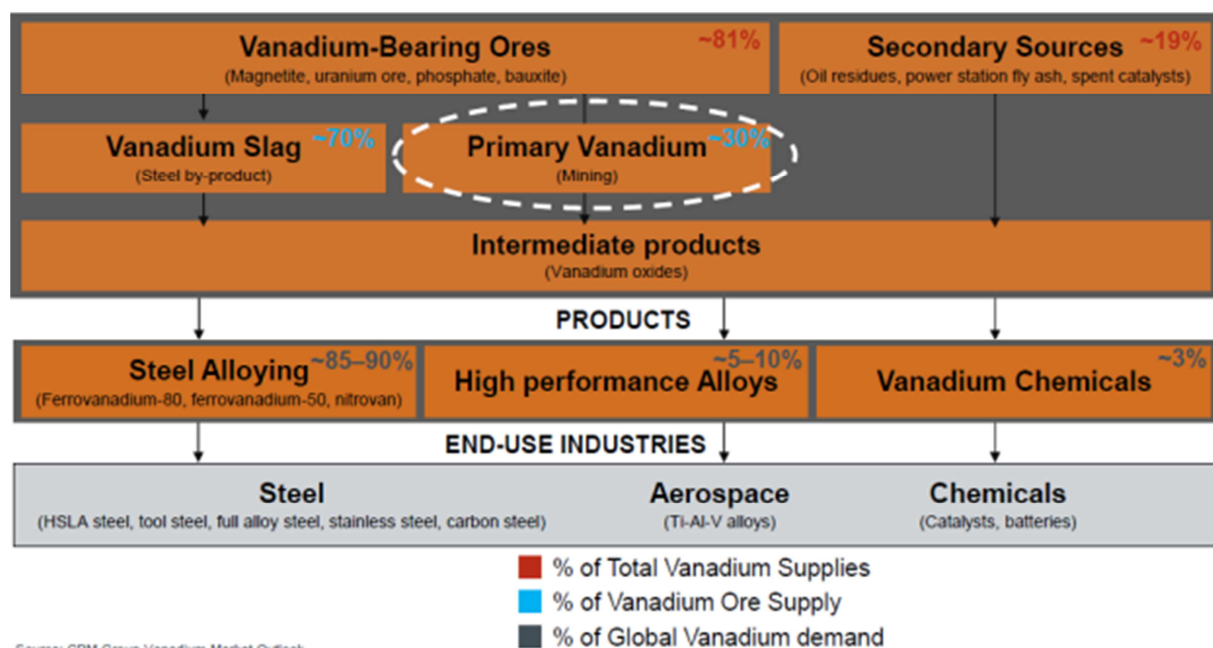 Vanadium-Bearing Ores ~81%
(Magnetite, uranium ore, phosphate, bauxite)
Secondary Sources ~19%
(Oil residues, power station fly ash, spent catalysts)
Vanadium Slag ~70%
(Steel by-product)
Primary Vanadium ~30%
(Mining)
Intermediate products
(Vanadium oxides)
PRODUCTS
Steel Alloying ~85–90%
(Ferrovanadium-80, ferrovanadium-50, nitrovan)
High performance Alloys ~5–10%
Vanadium Chemicals ~3%
END-USE INDUSTRIES
Steel
(HSLA steel, tool steel, full alloy steel, stainless steel, carbon steel)
Aerospace
(Ti-Al-V alloys)
Chemicals
(Catalysts, batteries)
% of Total Vanadium Supplies
% of Vanadium Ore Supply
% of Global Vanadium demand